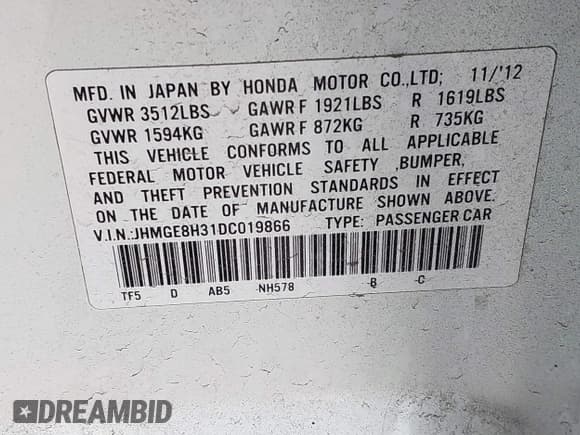 MFD. IN JAPAN BY HONDA MOTOR CO.,LTD; 11/'12
GVWR 3512LBS GAWR F 1921LBS R 1619LBS
GVWR 1594KG GAWR F 872KG R 735KG
THIS VEHICLE CONFORMS TO ALL APPLICABLE
FEDERAL MOTOR VEHICLE SAFETY ,BUMPER,
AND THEFT PREVENTION STANDARDS IN EFFECT
ON THE DATE OF MANUFACTURE SHOWN ABOVE.
V.I.N.:JHMGE8H31DC019866 TYPE: PASSENGER CAR
TF5 D AB5 NH578 B C
DREAMBID